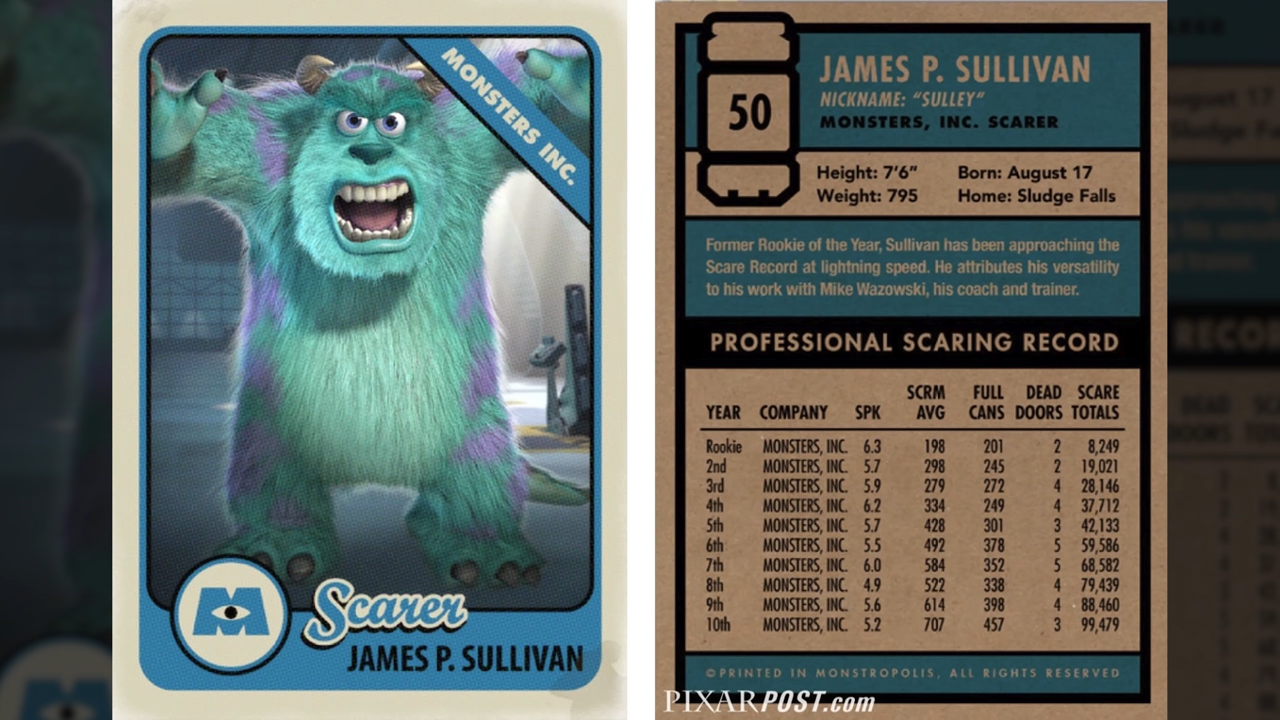 MONSTERS INC.
Scarer
JAMES P. SULLIVAN
50
JAMES P. SULLIVAN
NICKNAME: “SULLEY”
MONSTERS, INC. SCARER
Height: 7’6” Born: August 17
Weight: 795 Home: Sludge Falls
Former Rookie of the Year, Sullivan has been approaching the
Scare Record at lightning speed. He attributes his versatility
to his work with Mike Wazowski, his coach and trainer.
PROFESSIONAL SCARING RECORD
SCRM FULL DEAD SCARE
YEAR COMPANY SPK AVG CANS DOORS TOTALS
Rookie MONSTERS, INC. 6.3 198 201 2 8,249
2nd MONSTERS, INC. 5.7 298 245 2 19,021
3rd MONSTERS, INC. 5.9 279 272 4 28,146
4th MONSTERS, INC. 6.2 334 249 4 37,712
5th MONSTERS, INC. 5.7 428 301 3 42,133
6th MONSTERS, INC. 5.5 492 378 5 59,586
7th MONSTERS, INC. 6.0 584 352 5 68,582
8th MONSTERS, INC. 4.9 522 338 4 79,439
9th MONSTERS, INC. 5.6 614 398 4 88,460
10th MONSTERS, INC. 5.2 707 457 3 99,479
©PRINTED IN MONSTROPOLIS, ALL RIGHTS RESERVED
PIXARPOST.com